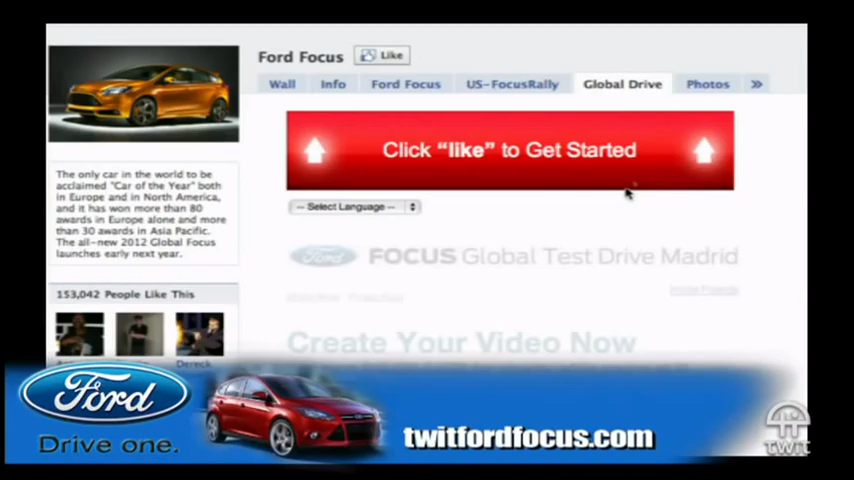 Ford Focus
Like
Wall
Info
Ford Focus
US-FocusRally
Global Drive
Photos
»
Click “like” to Get Started
-- Select Language --
The only car in the world to be
acclaimed "Car of the Year" both
in Europe and in North America,
and it has won more than 80
awards in Europe alone and more
than 30 awards in Asia Pacific.
The all-new 2012 Global Focus
launches early next year.
Ford FOCUS Global Test Drive Madrid
Invite Friends
153,042 People Like This
Create Your Video Now
Dereck
Ford
Drive one.
twitfordfocus.com
TWiT